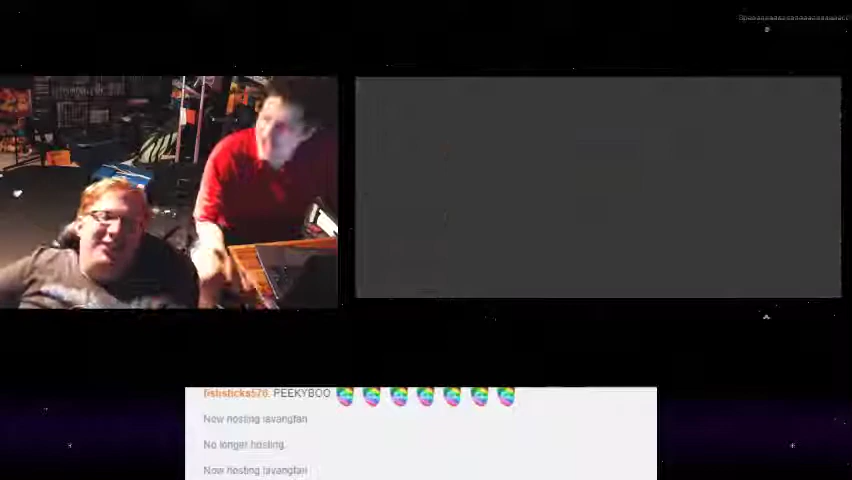 fishsticks570: PEEKYBOO
Now hosting lavangfan
No longer hosting.
Now hosting lavangfan